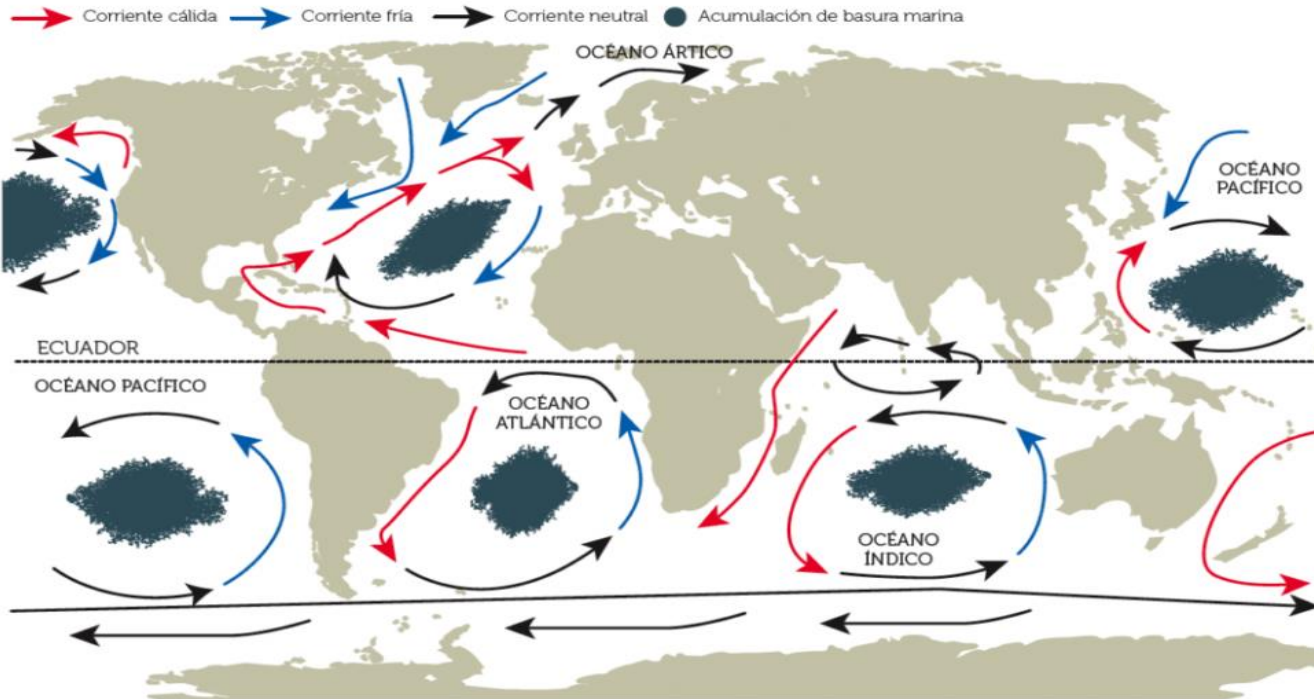 Corriente cálida
Corriente fría
Corriente neutral
Acumulación de basura marina
OCÉANO ÁRTICO
OCÉANO
PACÍFICO
ECUADOR
OCÉANO PACÍFICO
OCÉANO
ATLÁNTICO
OCÉANO
ÍNDICO